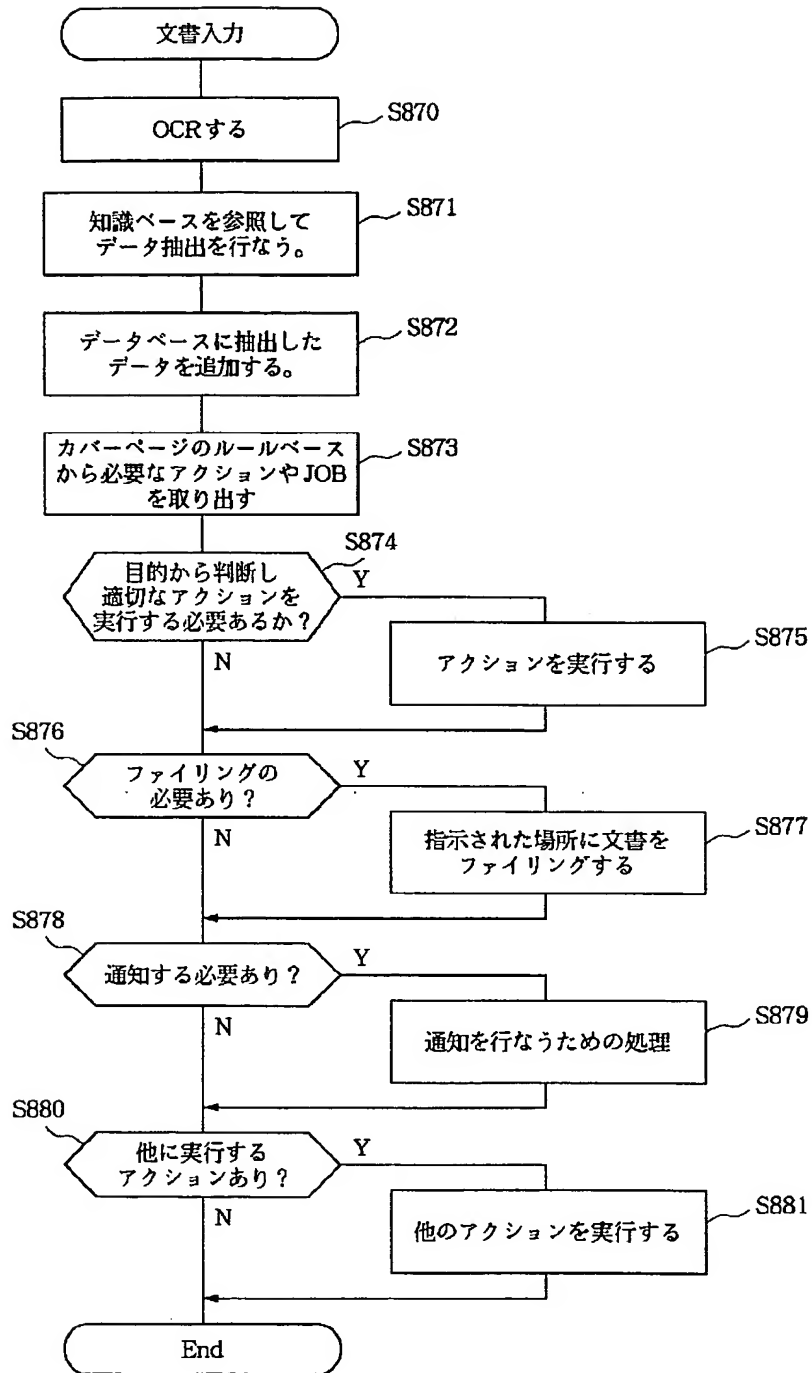 文書入力
OCRする
S870
知識ベースを参照して
データ抽出を行なう。
S871
データベースに抽出した
データを追加する。
S872
カバーページのルールベース
から必要なアクションやJOB
を取り出す
S873
S874
目的から判断し
適切なアクションを
実行する必要あるか?
Y
N
アクションを実行する
S875
S876
ファイリングの
必要あり?
Y
N
指示された場所に文書を
ファイリングする
S877
S878
通知する必要あり?
Y
N
通知を行なうための処理
S879
S880
他に実行する
アクションあり?
Y
N
他のアクションを実行する
S881
End